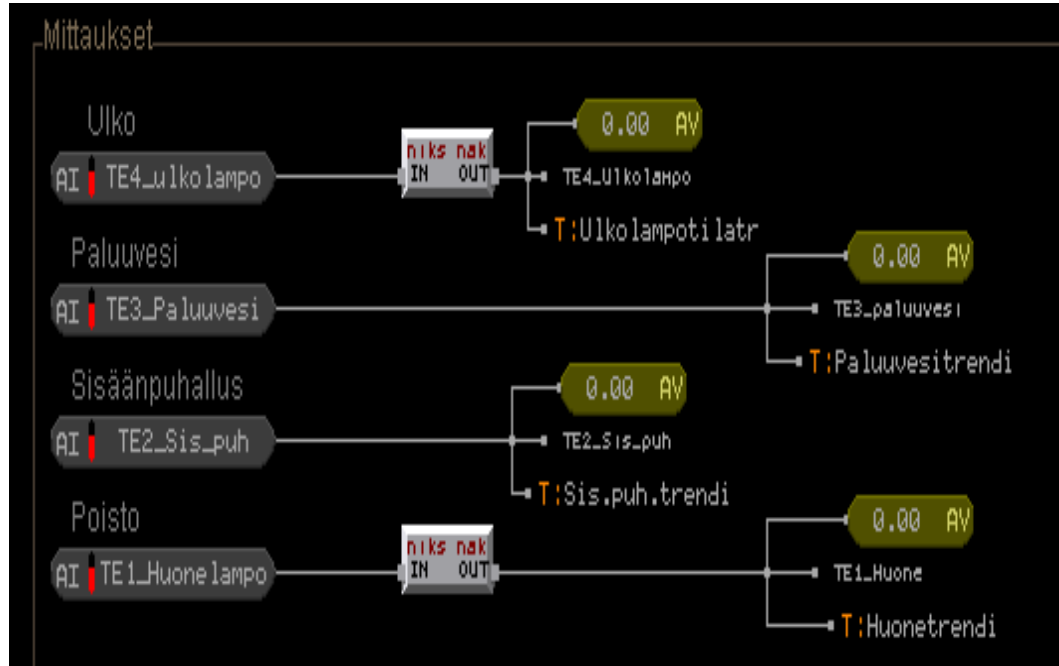 Mittaukset
Ulko
AI TE4_ulkolampo
niks nak
IN OUT
0.00 AV
TE4_Ulkolampo
T:Ulkolampotilatr
Paluuvesi
AI TE3_Paluuvesi
0.00 AV
TE3_paluuvesi
T:Paluuvesitrendi
Sisäänpuhallus
AI TE2_Sis_puh
0.00 AV
TE2_Sis_puh
T:Sis.puh.trendi
Poisto
AI TE1_Huonelampo
niks nak
IN OUT
0.00 AV
TE1_Huone
T:Huonetrendi